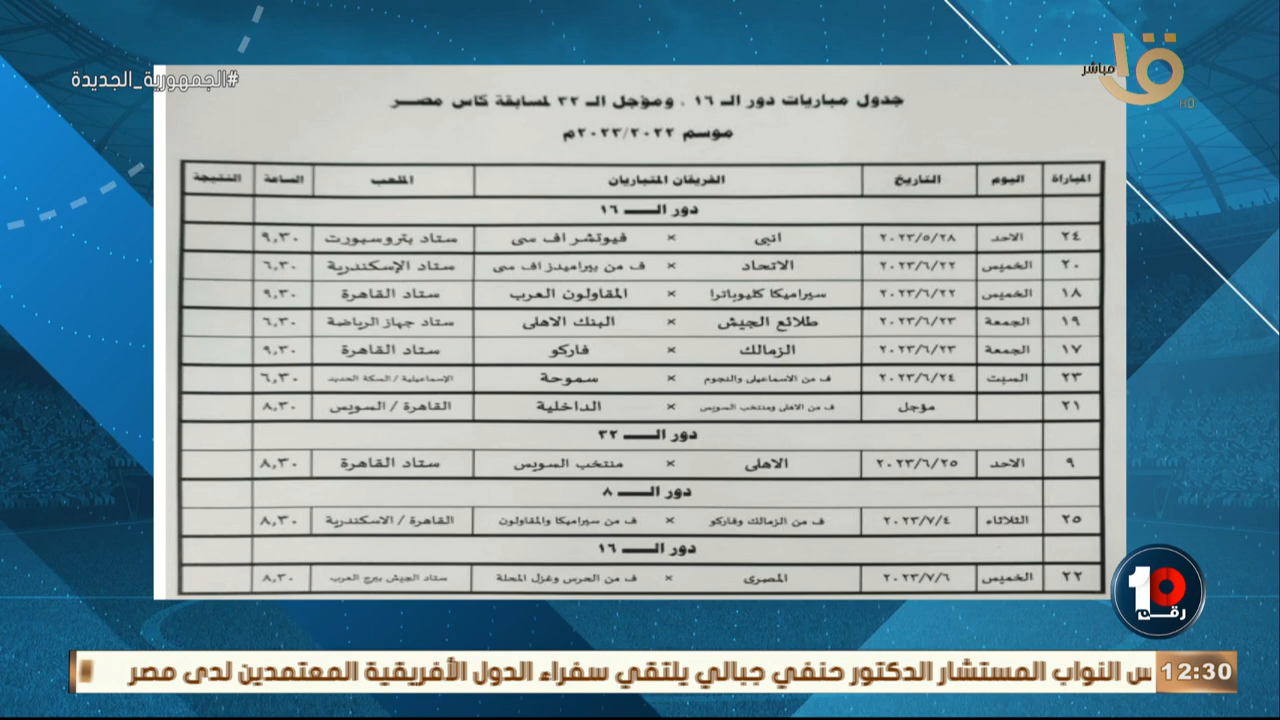 #الجمهورية_الجديدة
مباشر
HD
جدول مباريات دور الـ ١٦ ، ومؤجل الـ ٣٢ لمسابقة كاس مصر
موسم ٢٠٢٣/٢٠٢٢م
المباراة اليوم التاريخ الفريقان المتباريان الملعب الساعة النتيجة
دور الـــ ١٦
٢٤ الاحد ٢٠٢٣/٥/٢٨ انبى × فيوتشر اف سى ستاد بتروسبورت ٩,٣٠
٢٠ الخميس ٢٠٢٣/٦/٢٢ الاتحاد × ف من بيراميدز اف سى ستاد الإسكندرية ٦,٣٠
١٨ الخميس ٢٠٢٣/٦/٢٢ سيراميكا كليوباترا × المقاولون العرب ستاد القاهرة ٩,٣٠
١٩ الجمعة ٢٠٢٣/٦/٢٣ طلائع الجيش × البنك الاهلى ستاد جهاز الرياضة ٦,٣٠
١٧ الجمعة ٢٠٢٣/٦/٢٣ الزمالك × فاركو ستاد القاهرة ٩,٣٠
٢٣ السبت ٢٠٢٣/٦/٢٤ ف من الاسماعيلى والنجوم × سموحة الإسماعيلية / السكة الحديد ٦,٣٠
٢١ مؤجل ف من الاهلى ومنتخب السويس × الداخلية القاهرة / السويس ٨,٣٠
دور الـــ ٣٢
٩ الاحد ٢٠٢٣/٦/٢٥ الاهلى × منتخب السويس ستاد القاهرة ٨,٣٠
دور الـــ ٨
٢٥ الثلاثاء ٢٠٢٣/٧/٤ ف من الزمالك وفاركو × ف من سيراميكا والمقاولون القاهرة / الاسكندرية ٨,٣٠
دور الـــ ١٦
٢٢ الخميس ٢٠٢٣/٧/٦ المصرى × ف من الحرس وغزل المحلة ستاد الجيش ببرج العرب ٨,٣٠
رقم 10
12:30 س النواب المستشار الدكتور حنفي جبالي يلتقي سفراء الدول الأفريقية المعتمدين لدى مصر